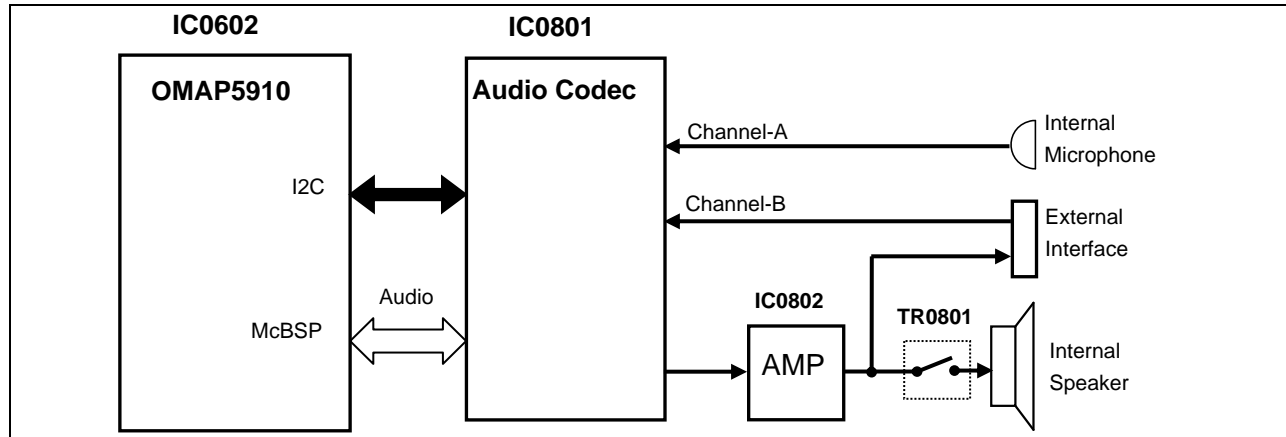 IC0602
IC0801
OMAP5910
Audio Codec
Channel-A
Internal
Microphone
I2C
Channel-B
External
Interface
Audio
McBSP
IC0802
TR0801
AMP
Internal
Speaker